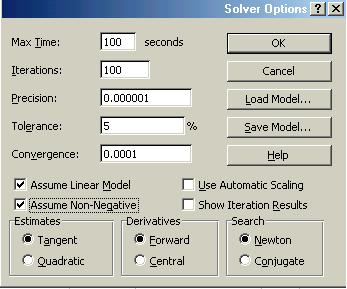 Solver Options
Max Time: 100 seconds OK
Iterations: 100 Cancel
Precision: 0.000001 Load Model...
Tolerance: 5 % Save Model...
Convergence: 0.0001 Help
Assume Linear Model Use Automatic Scaling
Assume Non-Negative Show Iteration Results
Estimates Derivatives Search
Tangent Forward Newton
Quadratic Central Conjugate